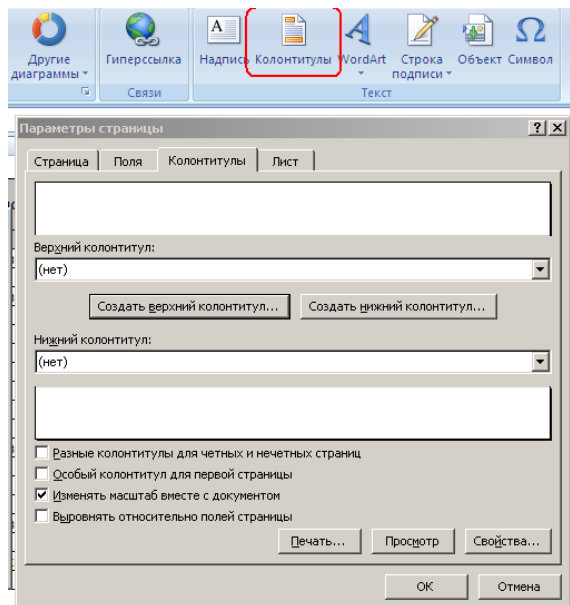 Другие диаграммы
Гиперссылка
Надпись
Колонтитулы
WordArt
Строка подписи
Объект
Символ
Связи
Текст
Параметры страницы
Страница
Поля
Колонтитулы
Лист
Верхний колонтитул:
(нет)
Создать верхний колонтитул...
Создать нижний колонтитул...
Нижний колонтитул:
(нет)
Разные колонтитулы для четных и нечетных страниц
Особый колонтитул для первой страницы
Изменять масштаб вместе с документом
Выровнять относительно полей страницы
Печать...
Просмотр
Свойства...
ОК
Отмена